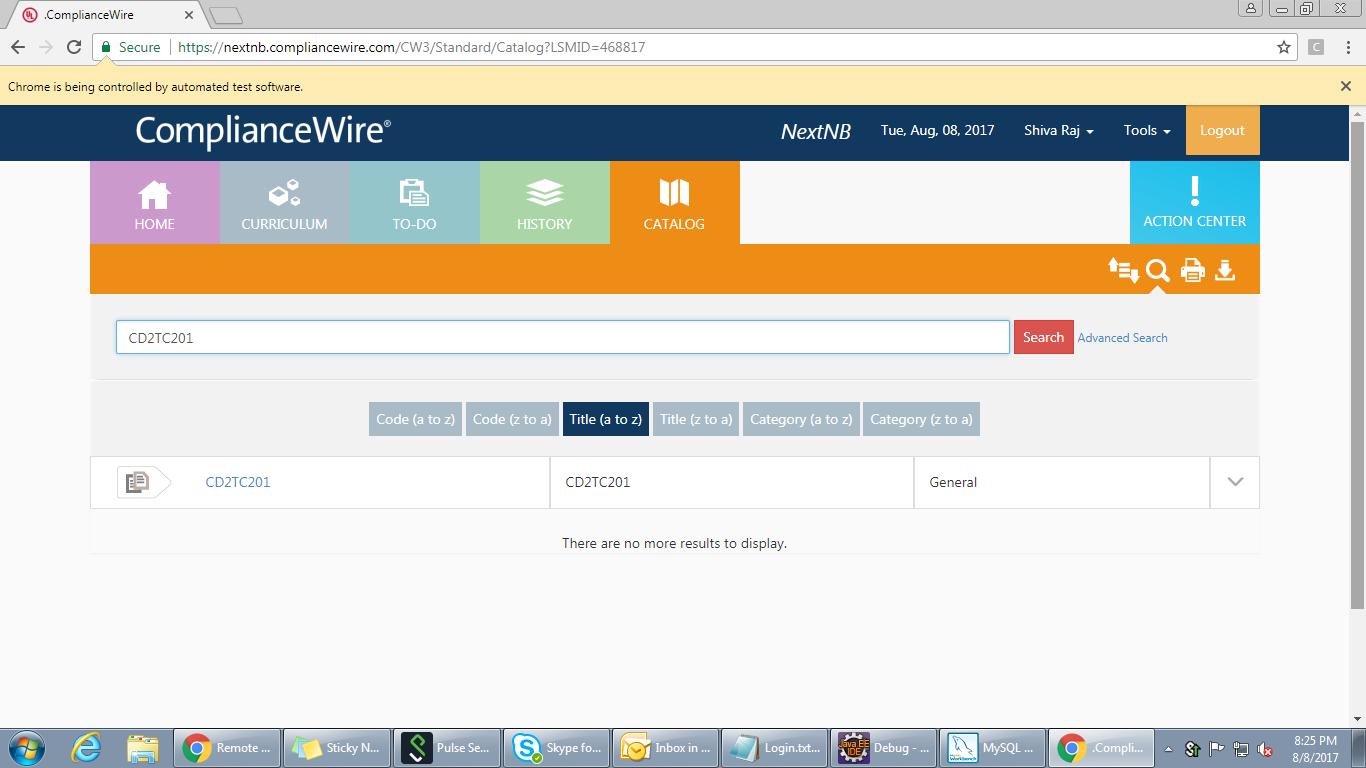 .ComplianceWire
Secure https://nextnb.compliancewire.com/CW3/Standard/Catalog?LSMID=468817
C
Chrome is being controlled by automated test software.
ComplianceWire® NextNB Tue, Aug, 08, 2017 Shiva Raj Tools Logout
HOME CURRICULUM TO-DO HISTORY CATALOG ACTION CENTER
CD2TC201 Search Advanced Search
Code (a to z) Code (z to a) Title (a to z) Title (z to a) Category (a to z) Category (z to a)
CD2TC201 CD2TC201 General
There are no more results to display.
Remote ... Sticky N... Pulse Se... Skype fo... Inbox in ... Login.txt... Debug - ... MySQL ... .Compli... 8:25 PM
8/8/2017